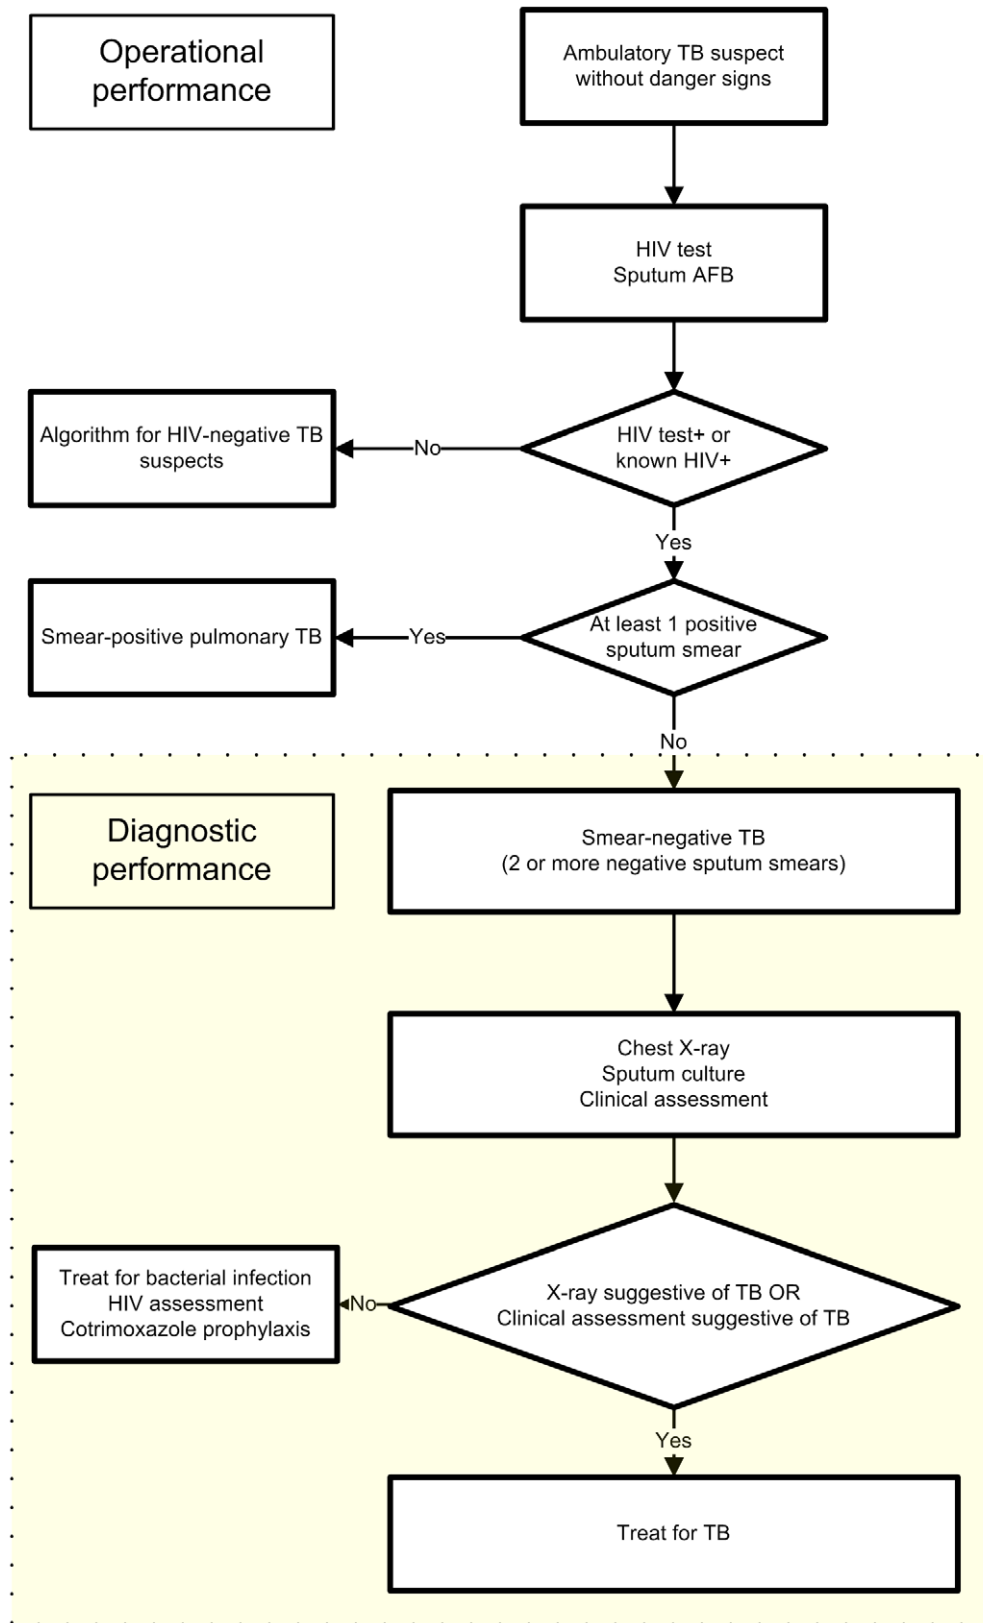 Operational
performance
Ambulatory TB suspect
without danger signs
HIV test
Sputum AFB
HIV test+ or
known HIV+
No
Algorithm for HIV-negative TB
suspects
Yes
At least 1 positive
sputum smear
Yes
Smear-positive pulmonary TB
No
Diagnostic
performance
Smear-negative TB
(2 or more negative sputum smears)
Chest X-ray
Sputum culture
Clinical assessment
X-ray suggestive of TB OR
Clinical assessment suggestive of TB
No
Treat for bacterial infection
HIV assessment
Cotrimoxazole prophylaxis
Yes
Treat for TB